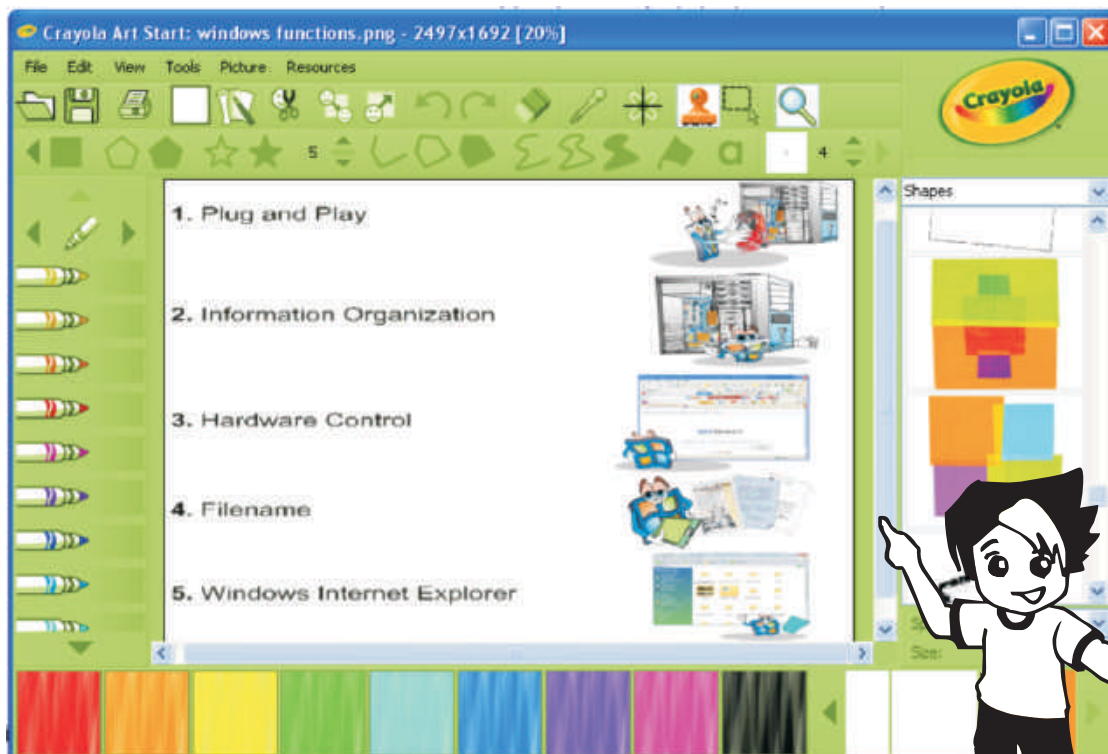 Crayola Art Start: windows functions.png - 2497x1692 [20%]
File Edit View Tools Picture Resources
Crayola
5
a
4
Shapes
1. Plug and Play
2. Information Organization
3. Hardware Control
4. Filename
5. Windows Internet Explorer
Size: